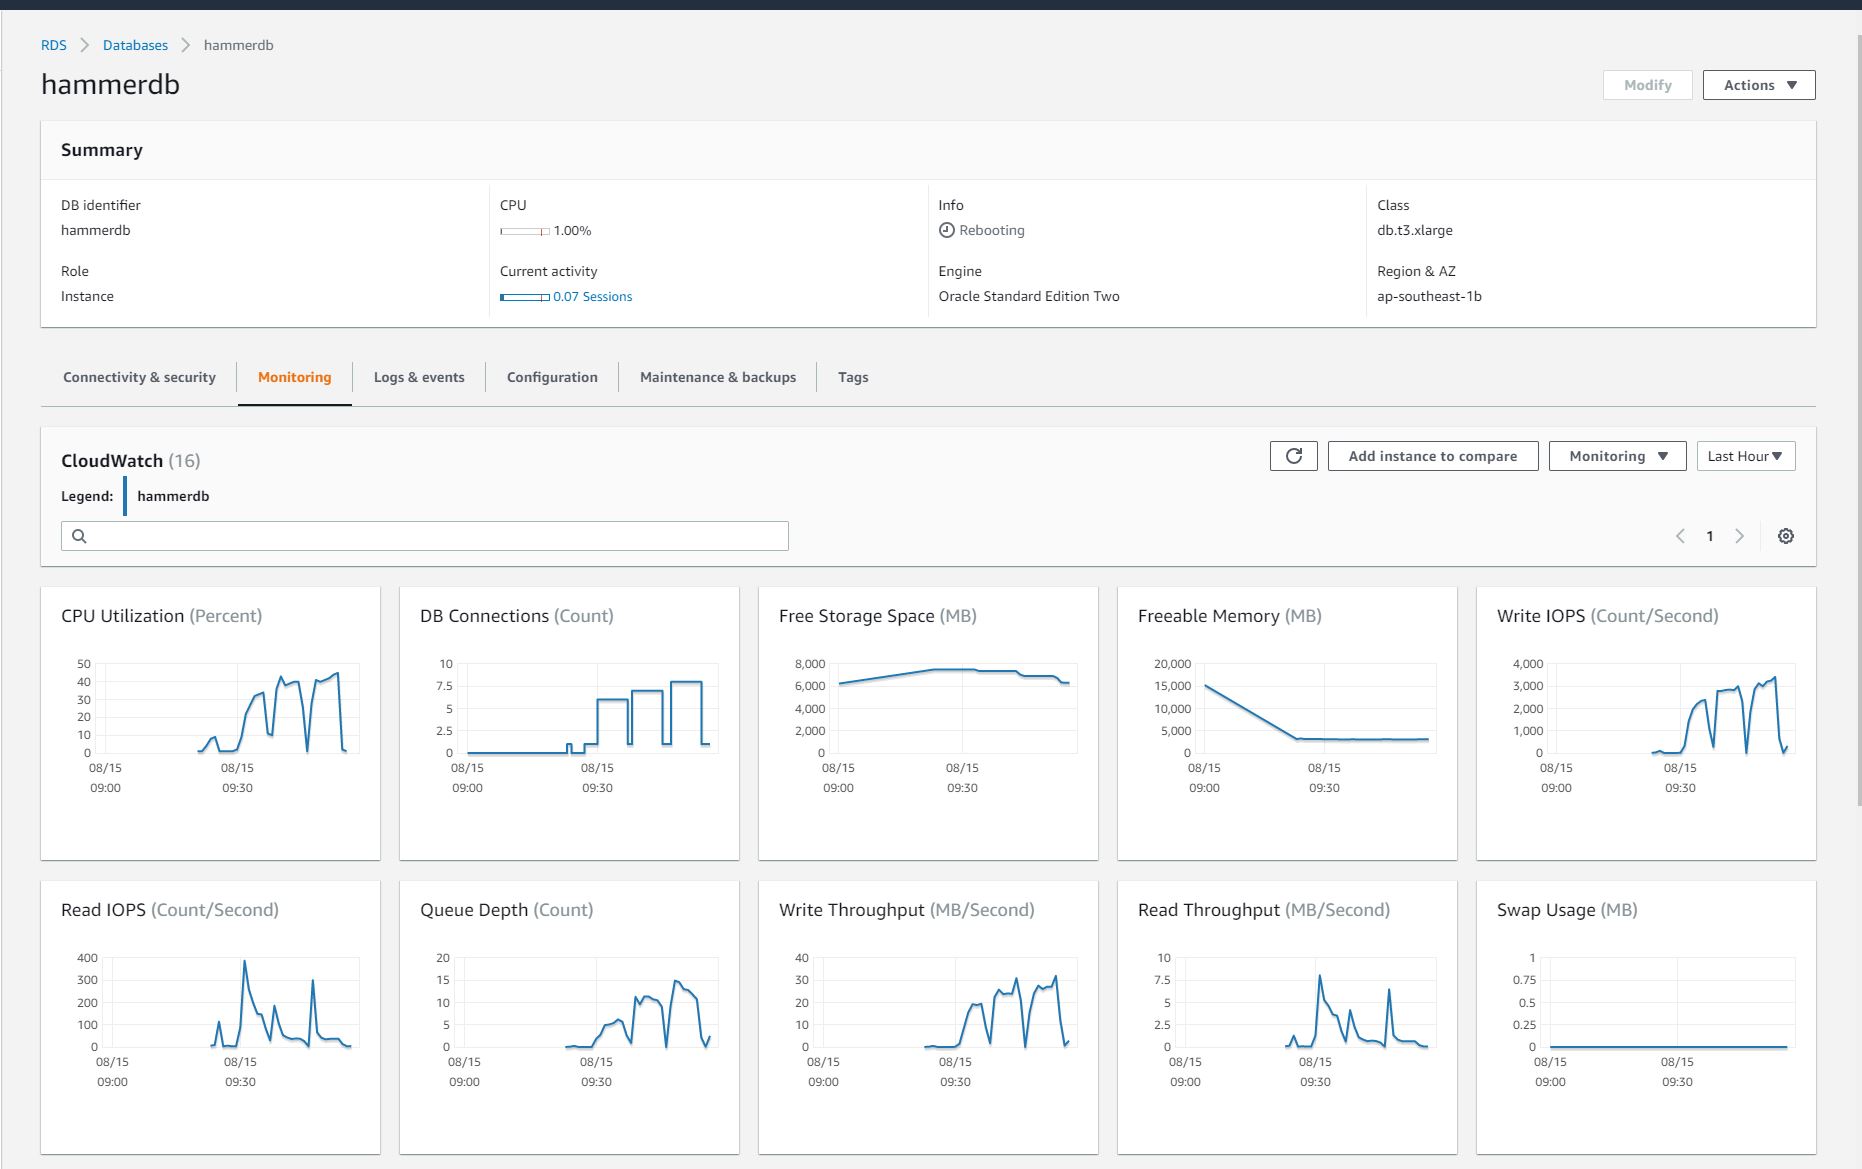 RDS > Databases > hammerdb
hammerdb
Modify
Actions
Summary
DB identifier
hammerdb
CPU
1.00%
Info
Rebooting
Class
db.t3.xlarge
Role
Instance
Current activity
0.07 Sessions
Engine
Oracle Standard Edition Two
Region & AZ
ap-southeast-1b
Connectivity & security
Monitoring
Logs & events
Configuration
Maintenance & backups
Tags
CloudWatch (16)
Add instance to compare
Monitoring
Last Hour
Legend:
hammerdb
1
CPU Utilization (Percent)
50
40
30
20
10
0
08/15 08/15
09:00 09:30
DB Connections (Count)
10
7.5
5
2.5
0
08/15 08/15
09:00 09:30
Free Storage Space (MB)
8,000
6,000
4,000
2,000
0
08/15 08/15
09:00 09:30
Freeable Memory (MB)
20,000
15,000
10,000
5,000
0
08/15 08/15
09:00 09:30
Write IOPS (Count/Second)
4,000
3,000
2,000
1,000
0
08/15 08/15
09:00 09:30
Read IOPS (Count/Second)
400
300
200
100
0
08/15 08/15
09:00 09:30
Queue Depth (Count)
20
15
10
5
0
08/15 08/15
09:00 09:30
Write Throughput (MB/Second)
40
30
20
10
0
08/15 08/15
09:00 09:30
Read Throughput (MB/Second)
10
7.5
5
2.5
0
08/15 08/15
09:00 09:30
Swap Usage (MB)
1
0.75
0.5
0.25
0
08/15 08/15
09:00 09:30